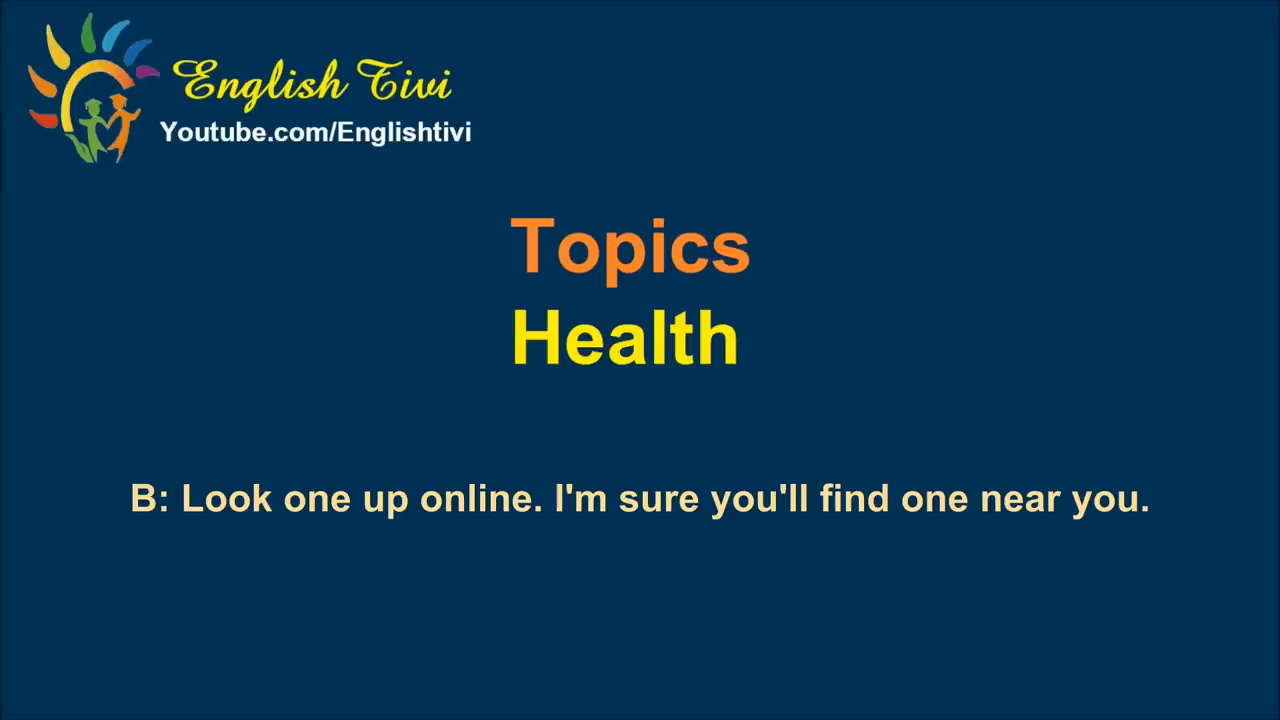 English Tivi
Youtube.com/Englishtivi
Topics
Health
B: Look one up online. I'm sure you'll find one near you.